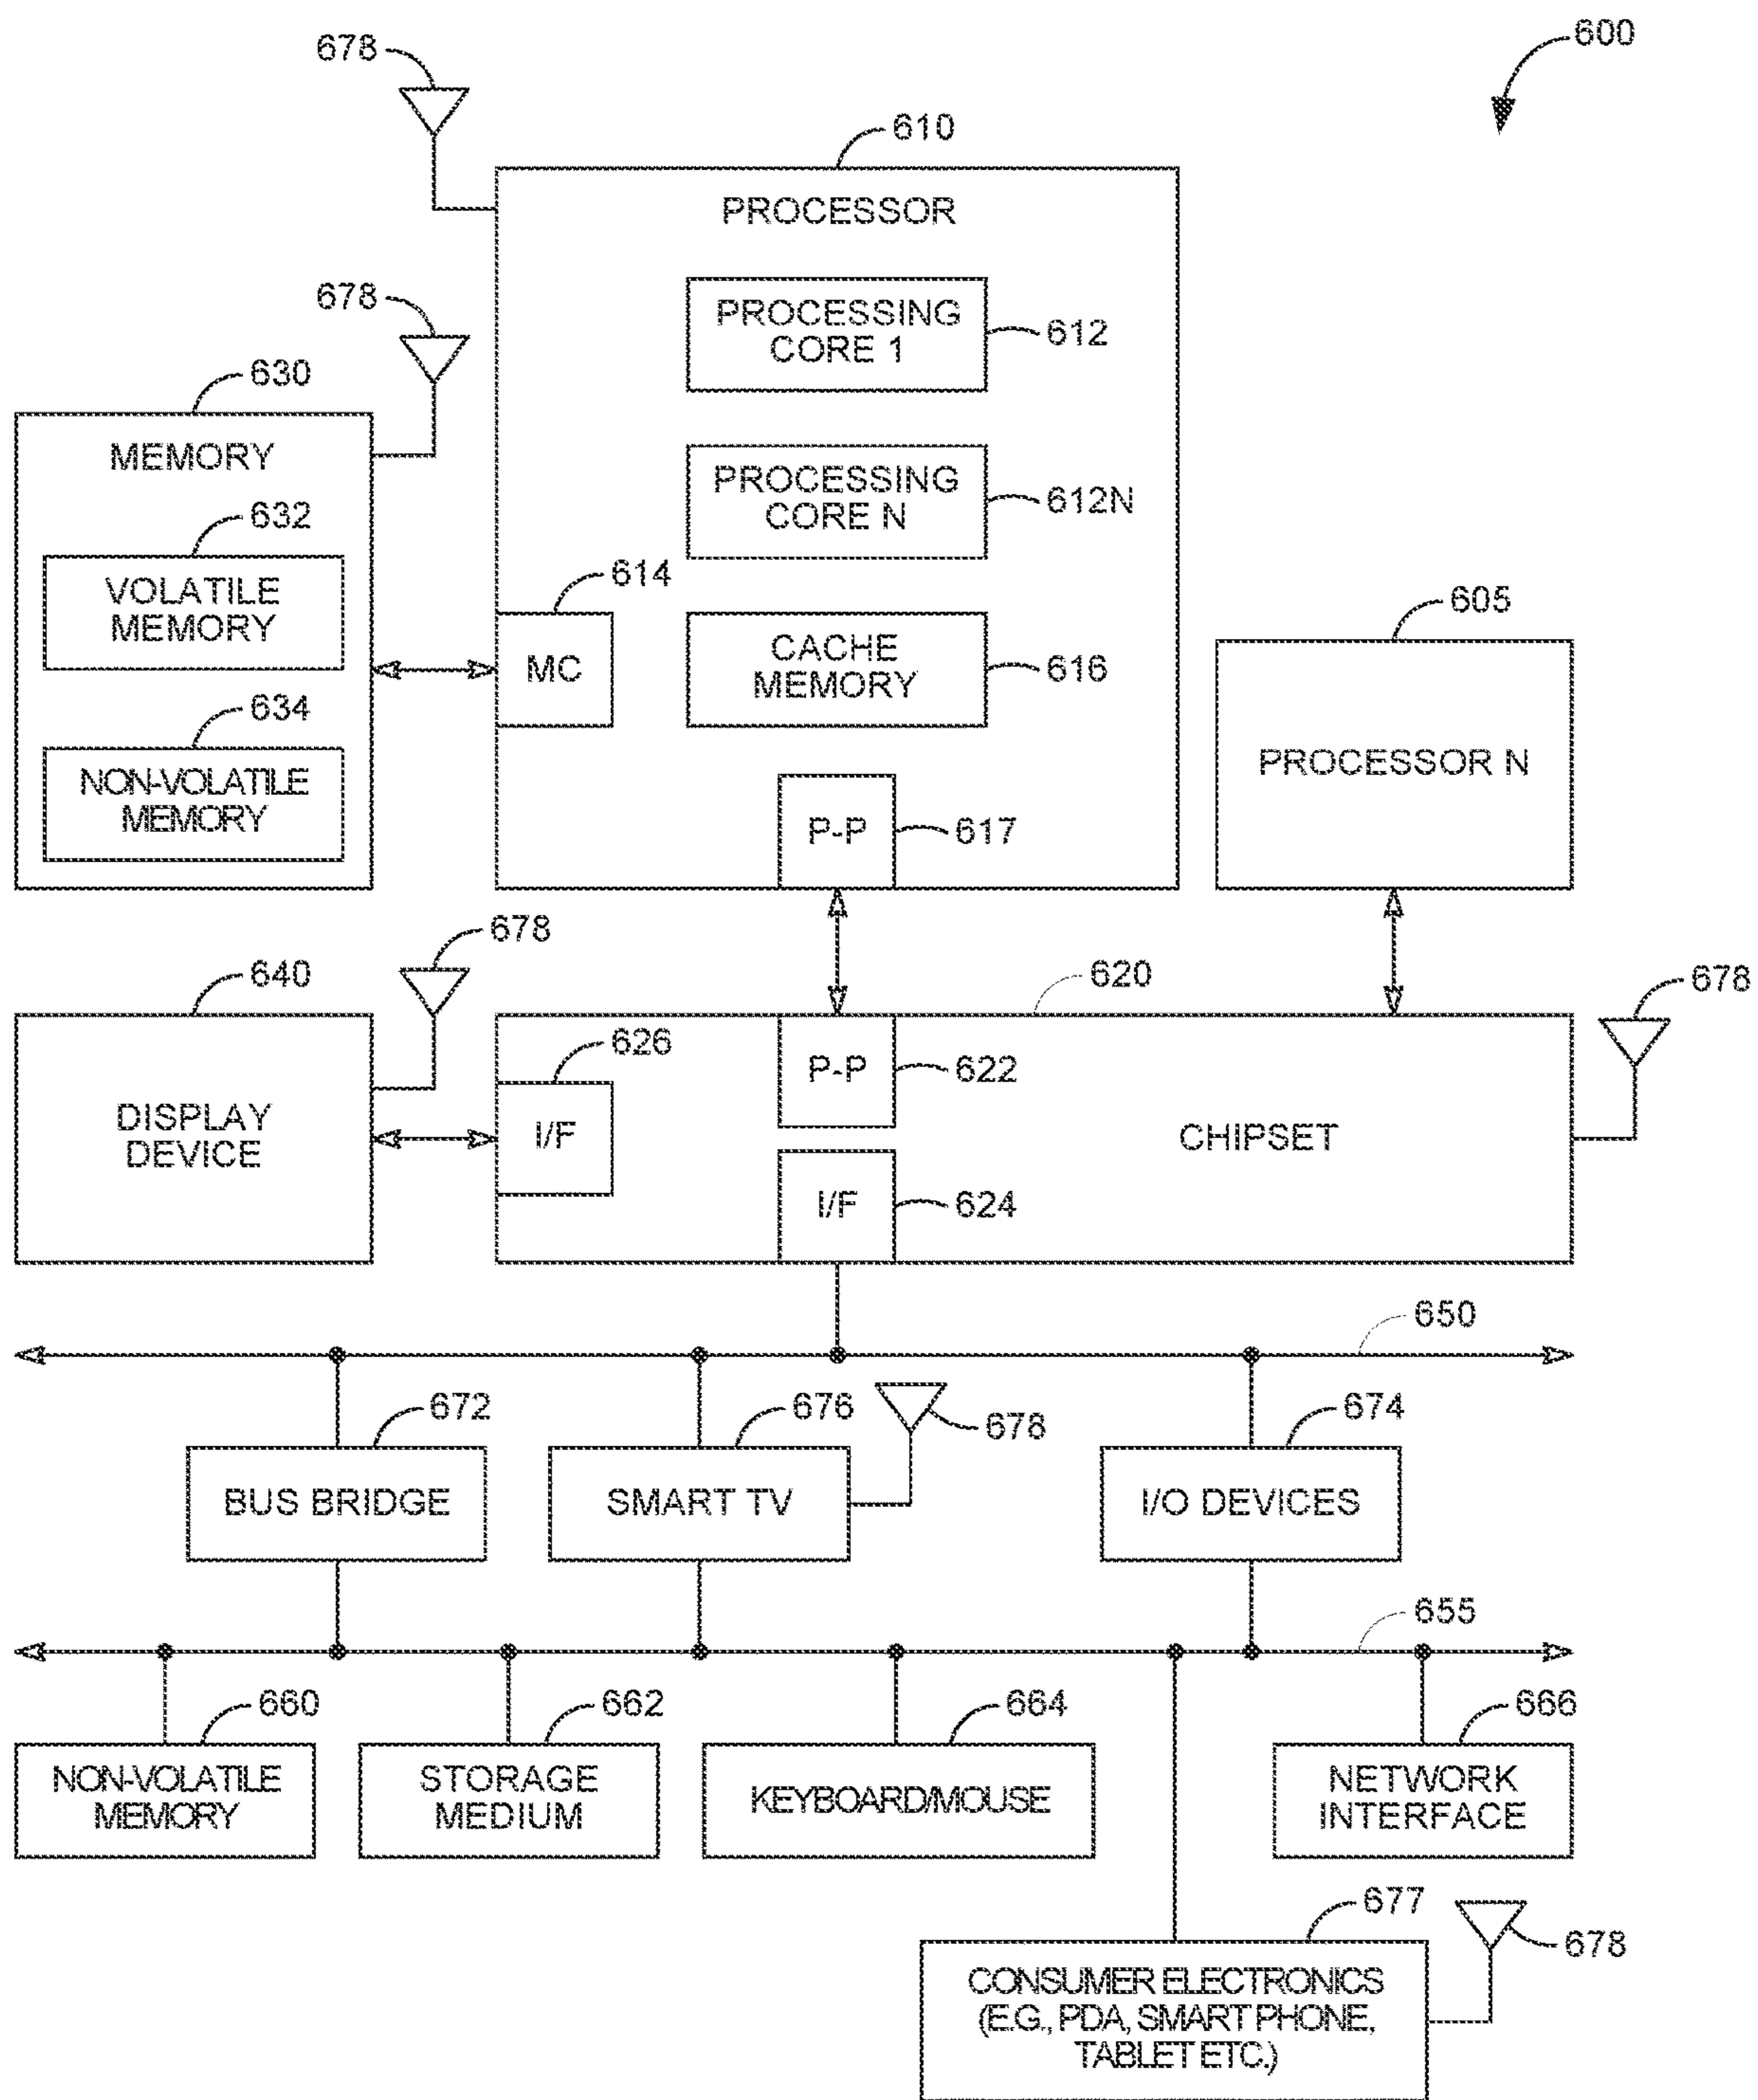 600
678
610
PROCESSOR
678
PROCESSING
CORE 1
612
630
MEMORY
PROCESSING
CORE N
612N
632
VOLATILE
MEMORY
614
MC
CACHE
MEMORY
616
605
PROCESSOR N
634
NON-VOLATILE
MEMORY
P-P
617
678
640
620
678
DISPLAY
DEVICE
626
I/F
P-P
622
CHIPSET
I/F
624
650
672
676
678
674
BUS BRIDGE
SMART TV
I/O DEVICES
655
660
662
664
666
NON-VOLATILE
MEMORY
STORAGE
MEDIUM
KEYBOARD/MOUSE
NETWORK
INTERFACE
677
678
CONSUMER ELECTRONICS
(E.G., PDA, SMART PHONE,
TABLET ETC.)